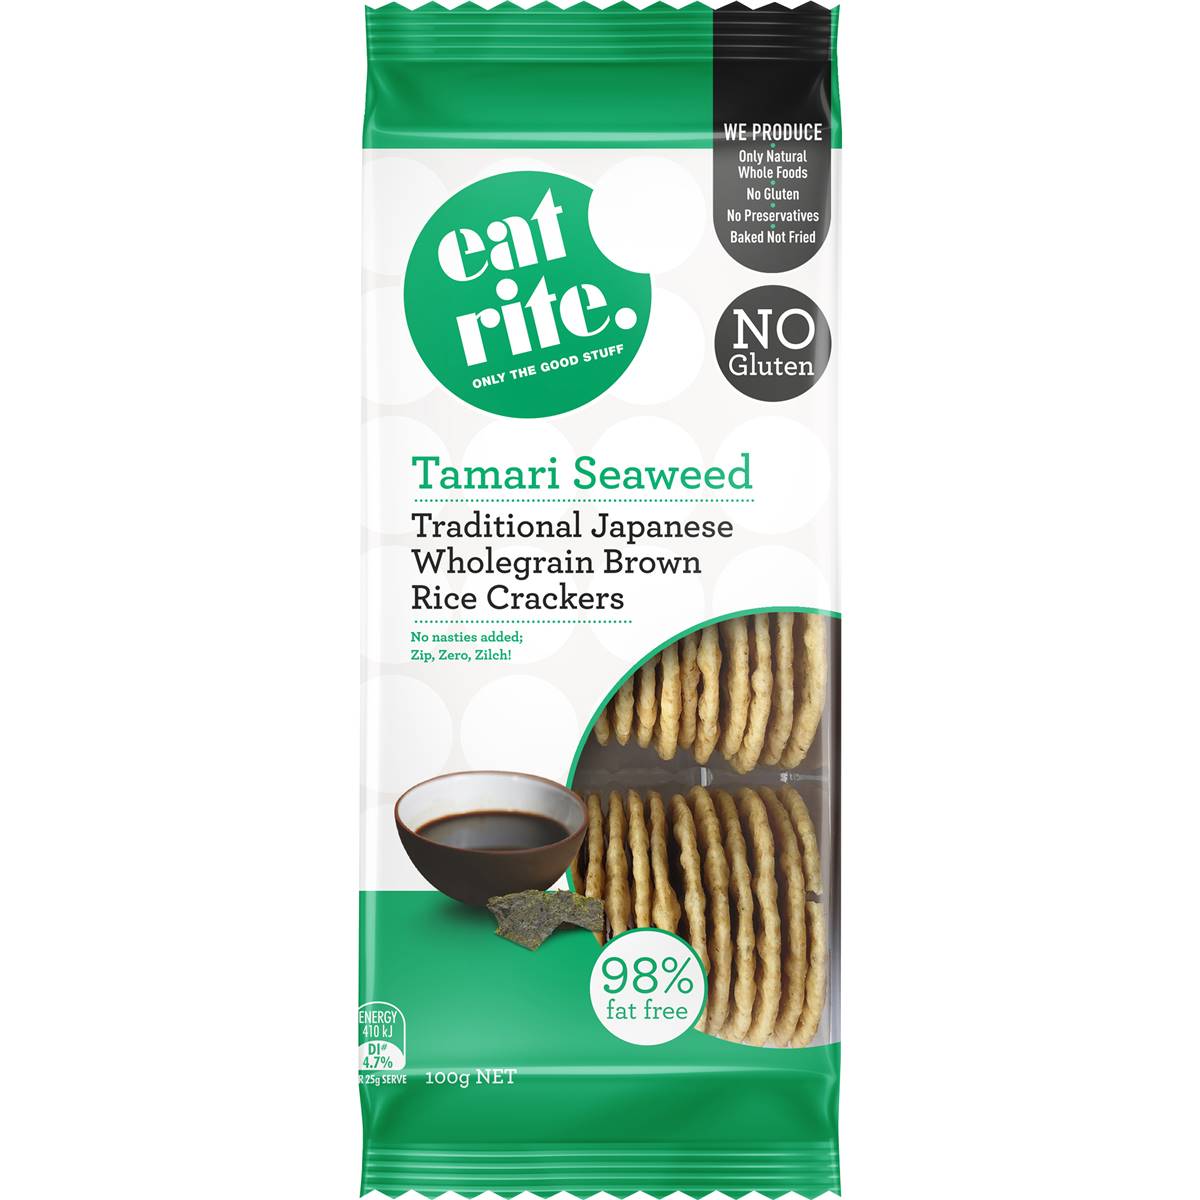 WE PRODUCE
Only Natural
Whole Foods
No Gluten
No Preservatives
Baked Not Fried
eat
rite.
ONLY THE GOOD STUFF
NO
Gluten
Tamari Seaweed
Traditional Japanese
Wholegrain Brown
Rice Crackers
No nasties added;
Zip, Zero, Zilch!
98%
fat free
ENERGY
410 kJ
DI#
4.7%
25g SERVE
100g NET